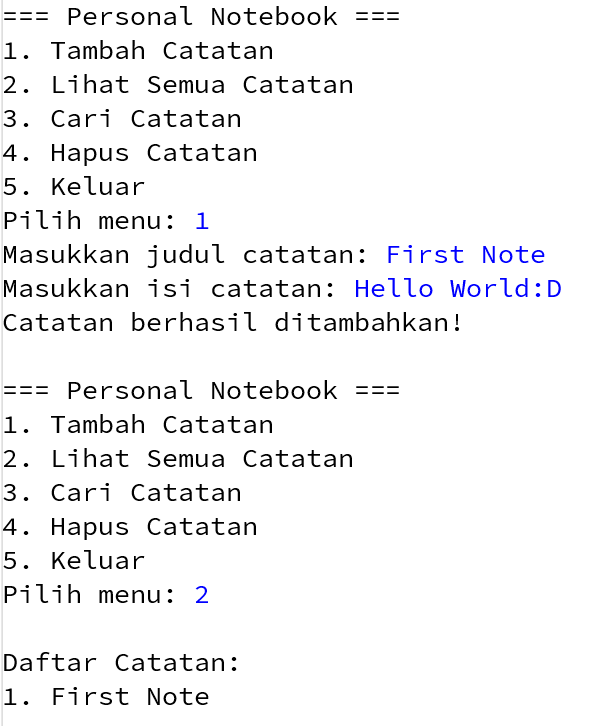 === Personal Notebook ===
1. Tambah Catatan
2. Lihat Semua Catatan
3. Cari Catatan
4. Hapus Catatan
5. Keluar
Pilih menu: 1
Masukkan judul catatan: First Note
Masukkan isi catatan: Hello World:D
Catatan berhasil ditambahkan!

=== Personal Notebook ===
1. Tambah Catatan
2. Lihat Semua Catatan
3. Cari Catatan
4. Hapus Catatan
5. Keluar
Pilih menu: 2

Daftar Catatan:
1. First Note